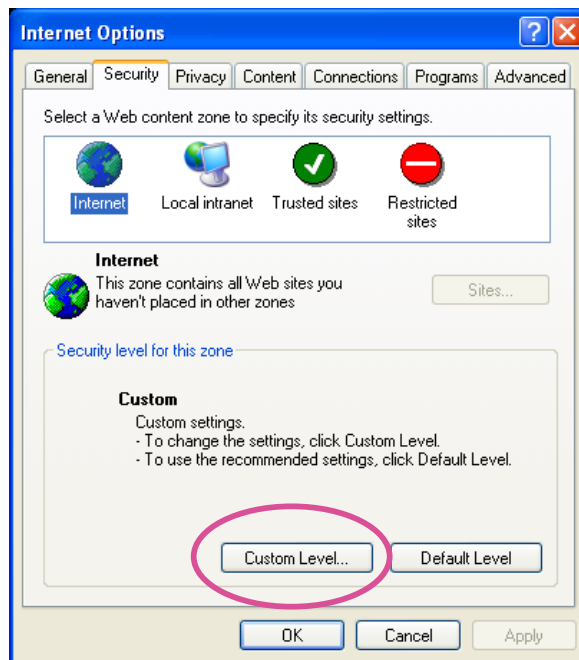 Internet Options
General Security Privacy Content Connections Programs Advanced
Select a Web content zone to specify its security settings.
Internet Local intranet Trusted sites Restricted
sites
Internet
This zone contains all Web sites you
haven't placed in other zones
Sites...
Security level for this zone
Custom
Custom settings.
- To change the settings, click Custom Level.
- To use the recommended settings, click Default Level.
Custom Level... Default Level
OK Cancel Apply